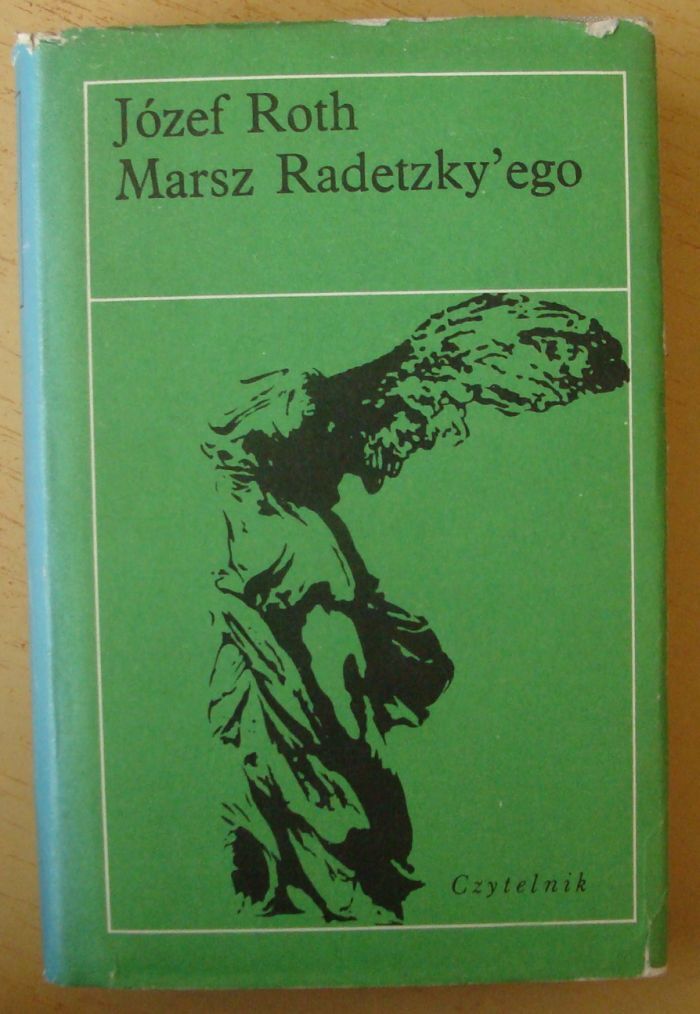 Józef Roth
Marsz Radetzky’ego
Czytelnik